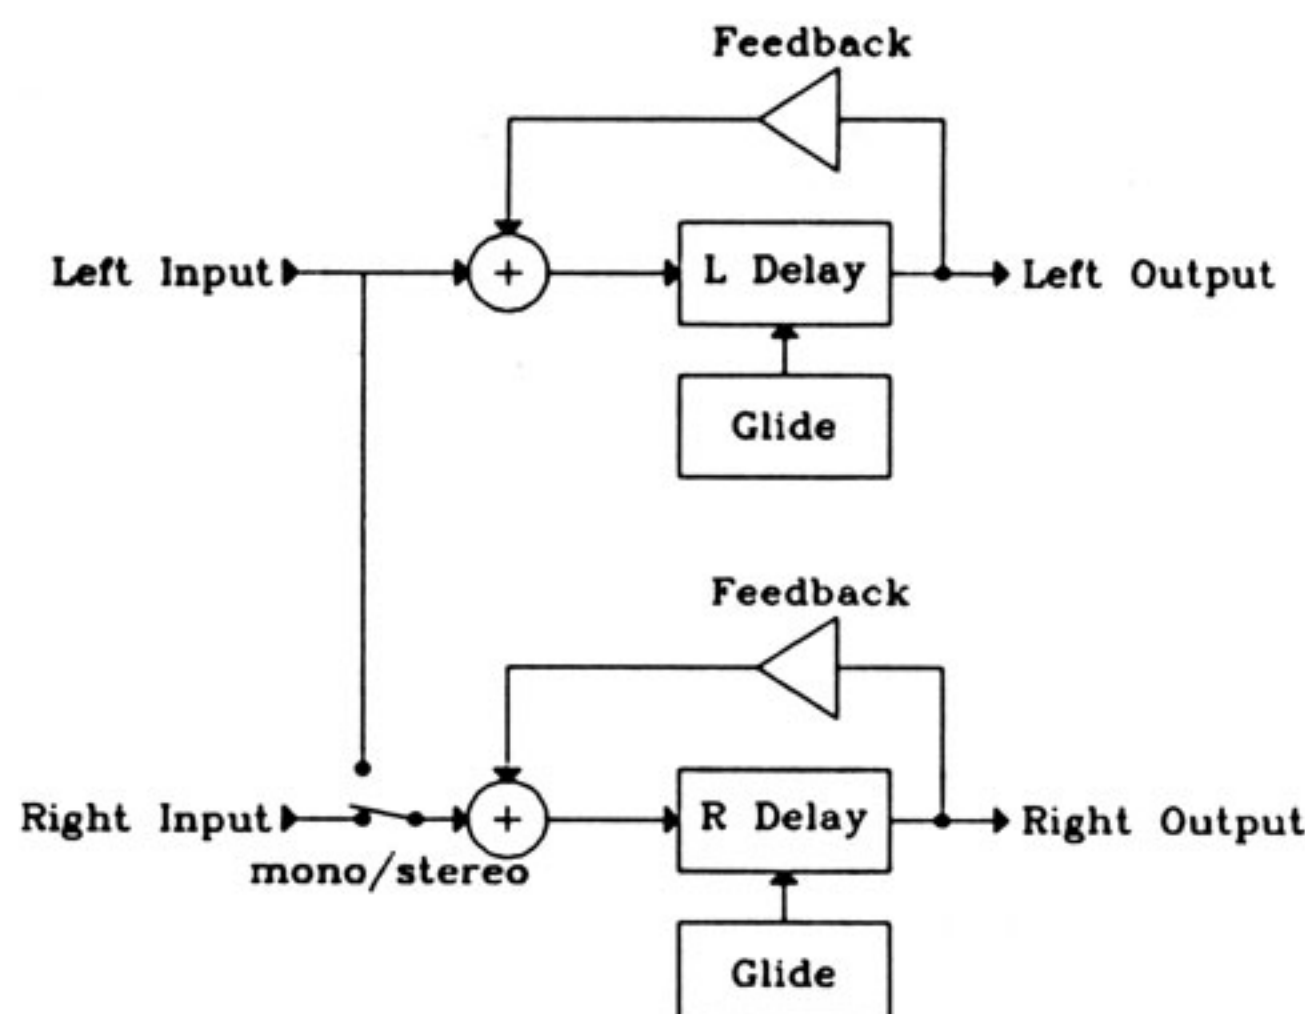 Feedback
Left Input
+
L Delay
Left Output
Glide
Feedback
Right Input
+
R Delay
Right Output
mono/stereo
Glide